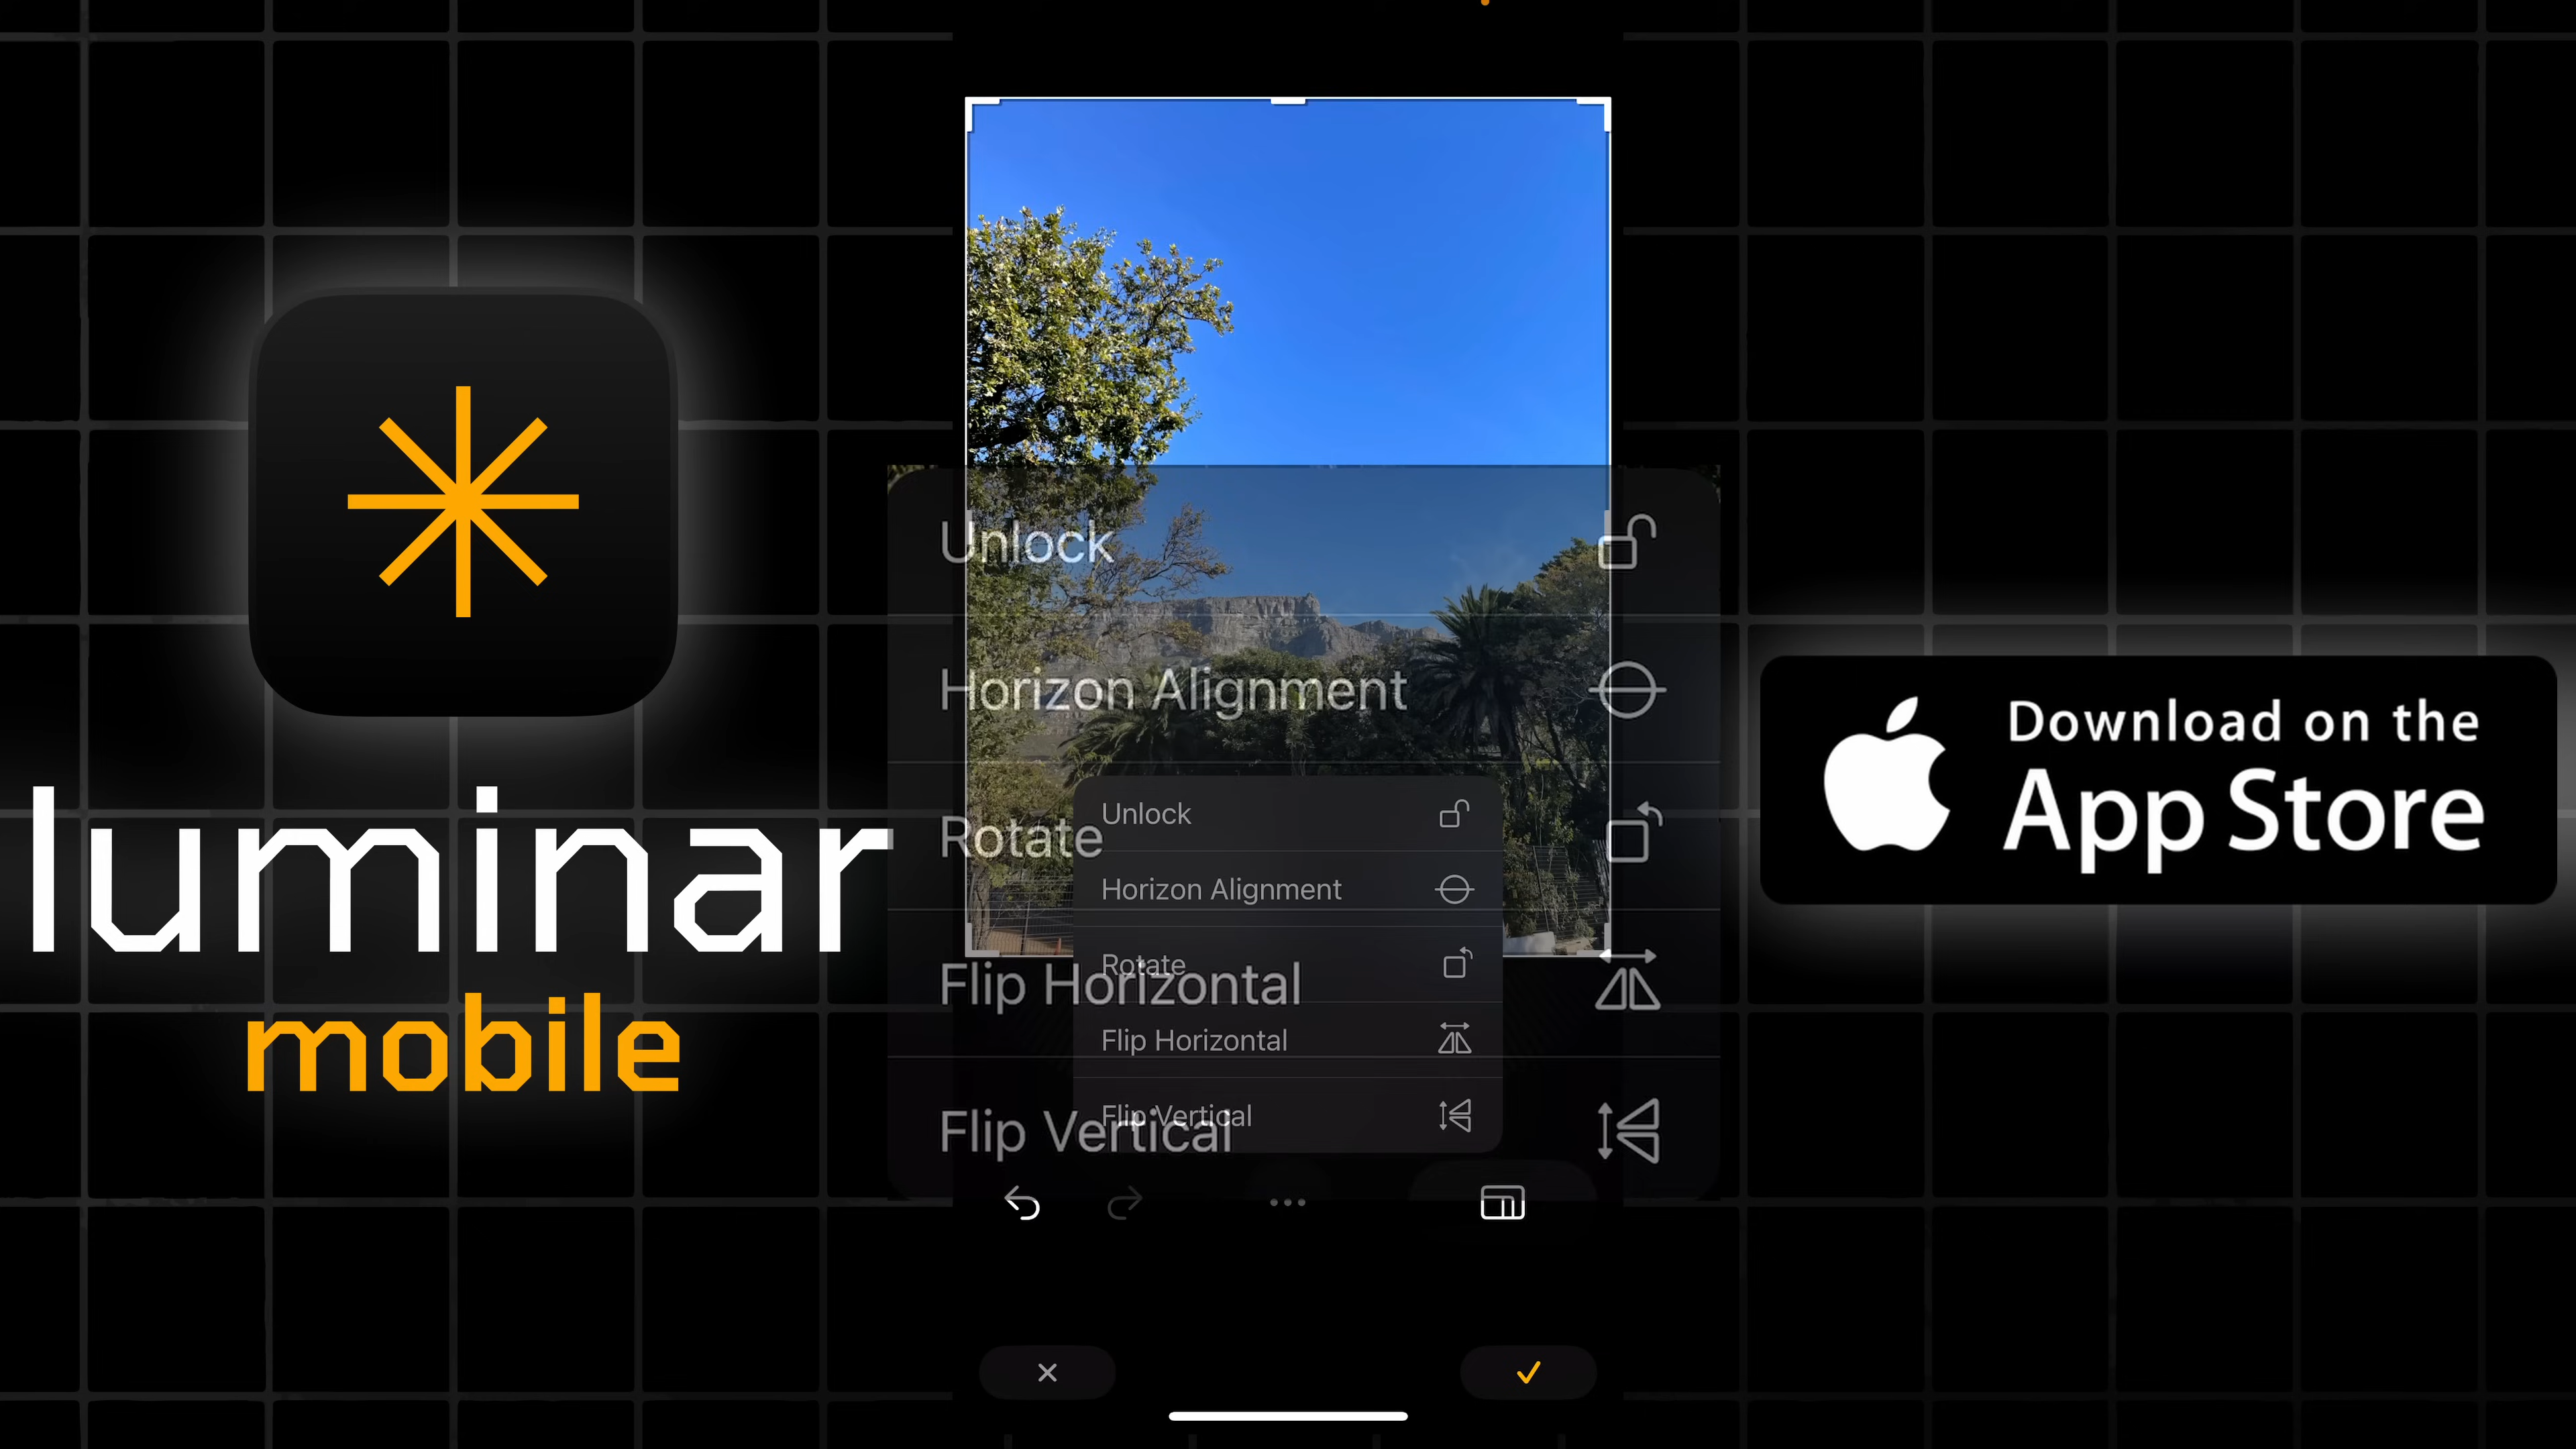 luminar
mobile
Unlock
Horizon Alignment
Rotate
Flip Horizontal
Flip Vertical
Unlock
Horizon Alignment
Rotate
Flip Horizontal
Flip Vertical
Download on the
App Store